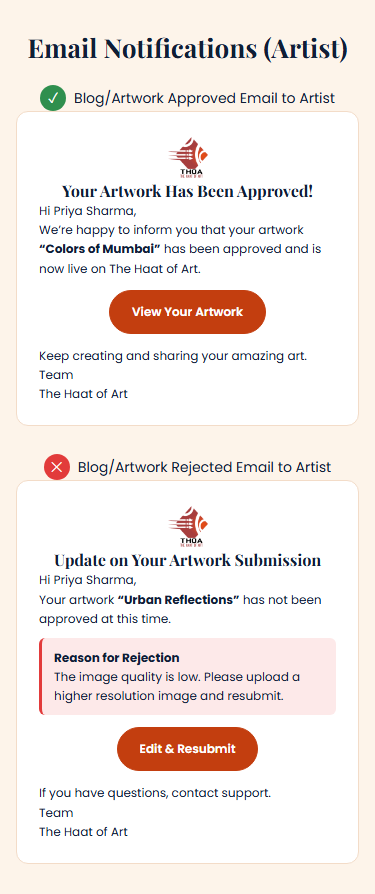 Email Notifications (Artist)
Blog/Artwork Approved Email to Artist
THOA
Your Artwork Has Been Approved!
Hi Priya Sharma,
We’re happy to inform you that your artwork
“Colors of Mumbai” has been approved and is
now live on The Haat of Art.
View Your Artwork
Keep creating and sharing your amazing art.
Team
The Haat of Art
Blog/Artwork Rejected Email to Artist
THOA
Update on Your Artwork Submission
Hi Priya Sharma,
Your artwork “Urban Reflections” has not been
approved at this time.
Reason for Rejection
The image quality is low. Please upload a
higher resolution image and resubmit.
Edit & Resubmit
If you have questions, contact support.
Team
The Haat of Art